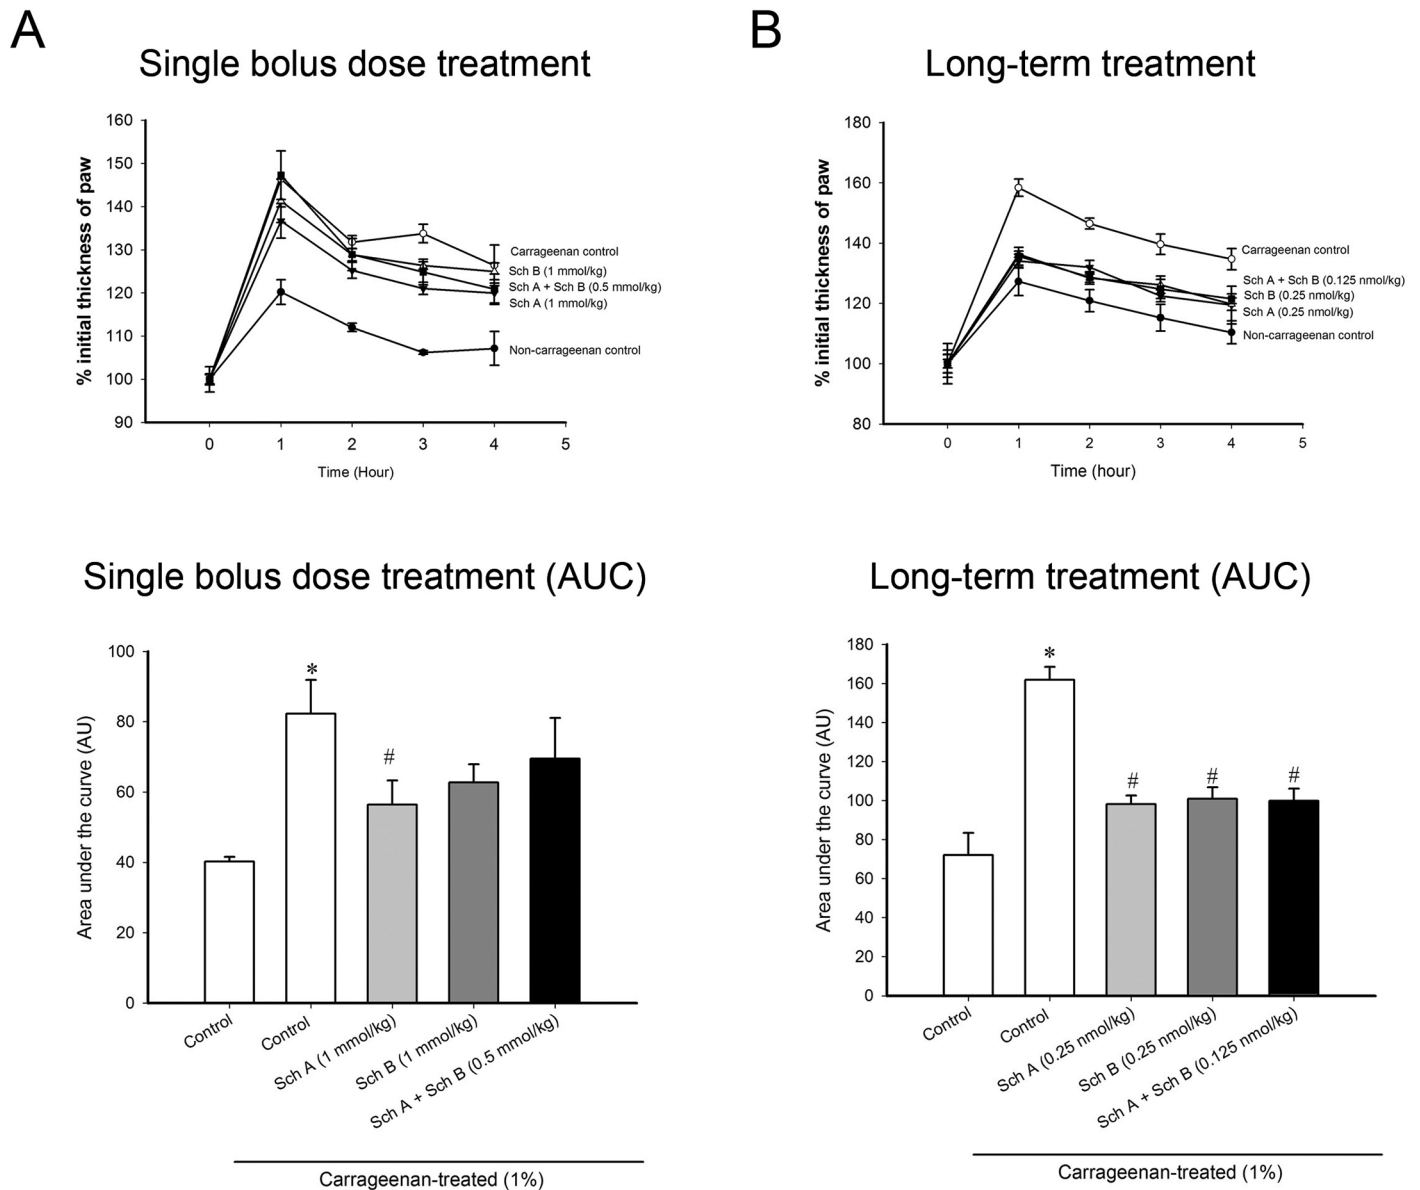 A
Single bolus dose treatment
160
150
140
130
120
110
100
90
% initial thickness of paw
0 1 2 3 4 5
Time (Hour)
Carrageenan control
Sch B (1 mmol/kg)
Sch A + Sch B (0.5 mmol/kg)
Sch A (1 mmol/kg)
Non-carrageenan control
B
Long-term treatment
180
160
140
120
100
80
% initial thickness of paw
0 1 2 3 4 5
Time (hour)
Carrageenan control
Sch A + Sch B (0.125 nmol/kg)
Sch B (0.25 nmol/kg)
Sch A (0.25 nmol/kg)
Non-carrageenan control
Single bolus dose treatment (AUC)
100
80
60
40
20
0
Area under the curve (AU)
*
#
Control
Control
Sch A (1 mmol/kg)
Sch B (1 mmol/kg)
Sch A + Sch B (0.5 mmol/kg)
Carrageenan-treated (1%)
Long-term treatment (AUC)
180
160
140
120
100
80
60
40
20
0
Area under the curve (AU)
*
# # #
Control
Control
Sch A (0.25 nmol/kg)
Sch B (0.25 nmol/kg)
Sch A + Sch B (0.125 nmol/kg)
Carrageenan-treated (1%)